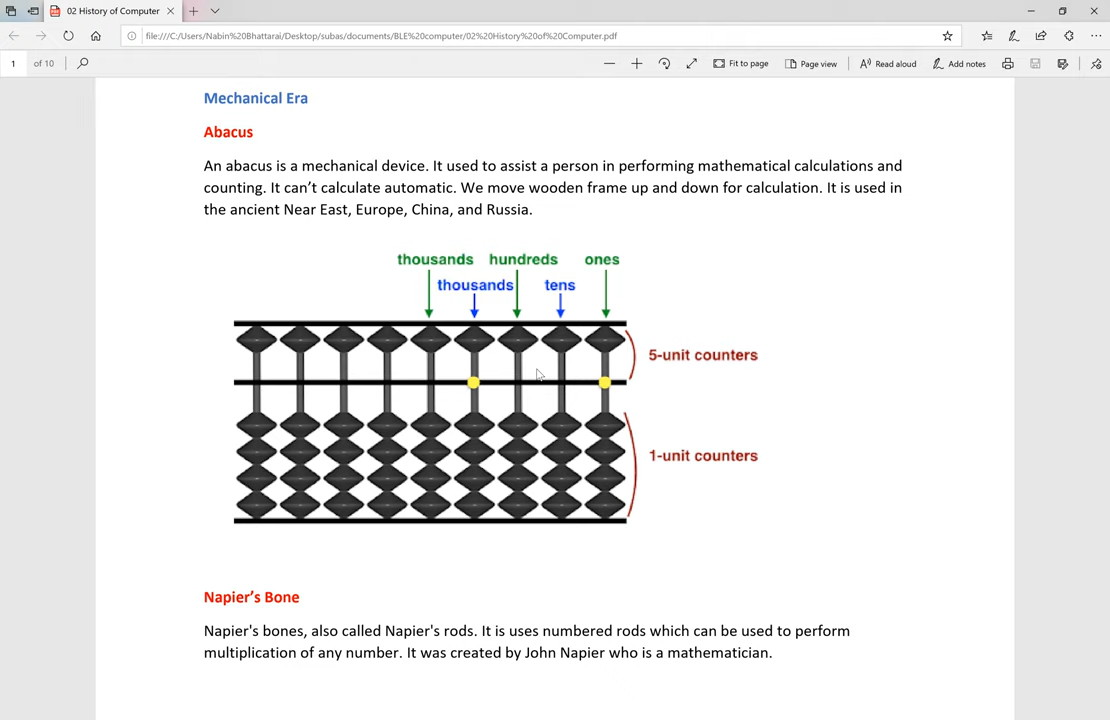 02 History of Computer
file:///C:/Users/Nabin%20Bhattarai/Desktop/subas/documents/BLE%20computer/02%20History%20of%20Computer.pdf
1 of 10 Fit to page Page view Read aloud Add notes
Mechanical Era
Abacus
An abacus is a mechanical device. It used to assist a person in performing mathematical calculations and
counting. It can’t calculate automatic. We move wooden frame up and down for calculation. It is used in
the ancient Near East, Europe, China, and Russia.
thousands hundreds ones
thousands tens
5-unit counters
1-unit counters
Napier’s Bone
Napier's bones, also called Napier's rods. It is uses numbered rods which can be used to perform
multiplication of any number. It was created by John Napier who is a mathematician.